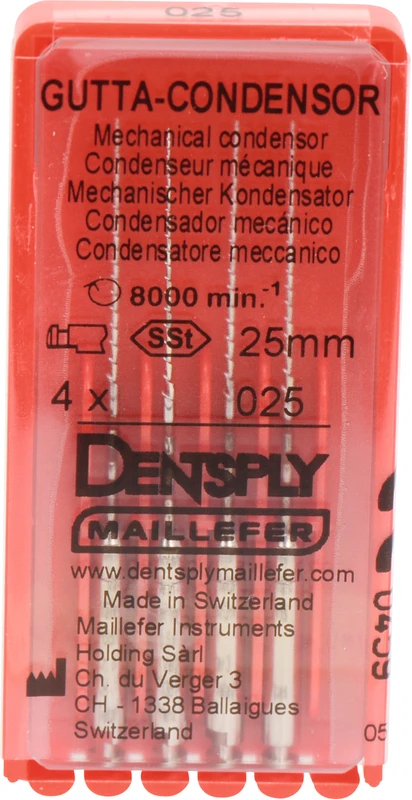 025
GUTTA-CONDENSOR
Mechanical condensor
Condenseur mécanique
Mechanischer Kondensator
Condensador mecánico
Condensatore meccanico
8000 min.-1
SSt 25mm
4 x 025
DENTSPLY
MAILLEFER
www.dentsplymaillefer.com
Made in Switzerland
Maillefer Instruments
Holding Sàrl
Ch. du Verger 3
CH - 1338 Ballaigues
Switzerland
05